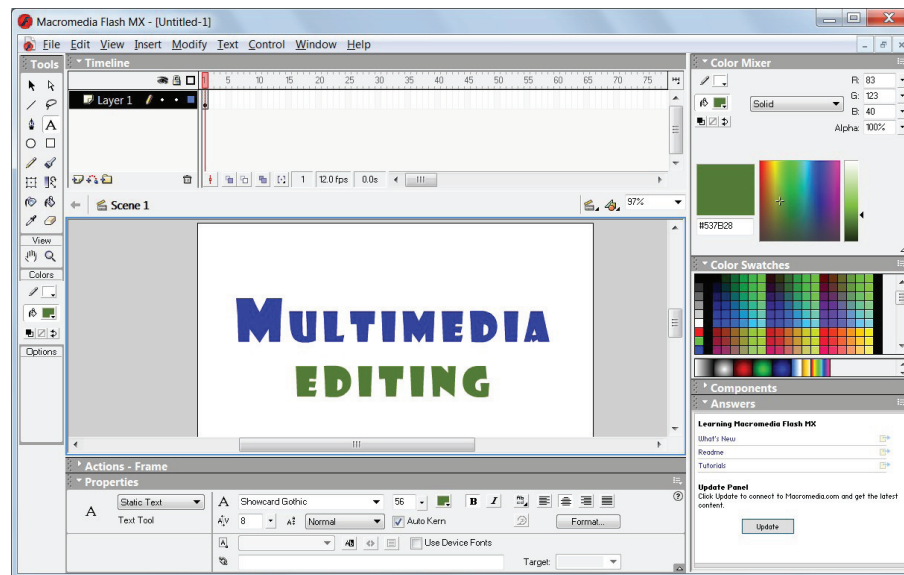 Macromedia Flash MX - [Untitled-1]
File Edit View Insert Modify Text Control Window Help
Tools
Timeline
1 5 10 15 20 25 30 35 40 45 50 55 60 65 70 75
Layer 1
1 12.0 fps 0.0s
Scene 1
97%
View
Colors
Options
MULTIMEDIA
EDITING
Actions - Frame
Properties
Static Text
Text Tool
A Showcard Gothic 56 B I
A
A/V 8 Normal Auto Kern Format...
Use Device Fonts
Target:
Color Mixer
R: 83
Solid
G: 123
B: 40
Alpha: 100%
#537B28
Color Swatches
Components
Answers
Learning Macromedia Flash MX
What's New
Readme
Tutorials
Update Panel
Click Update to connect to Macromedia.com and get the latest
content.
Update